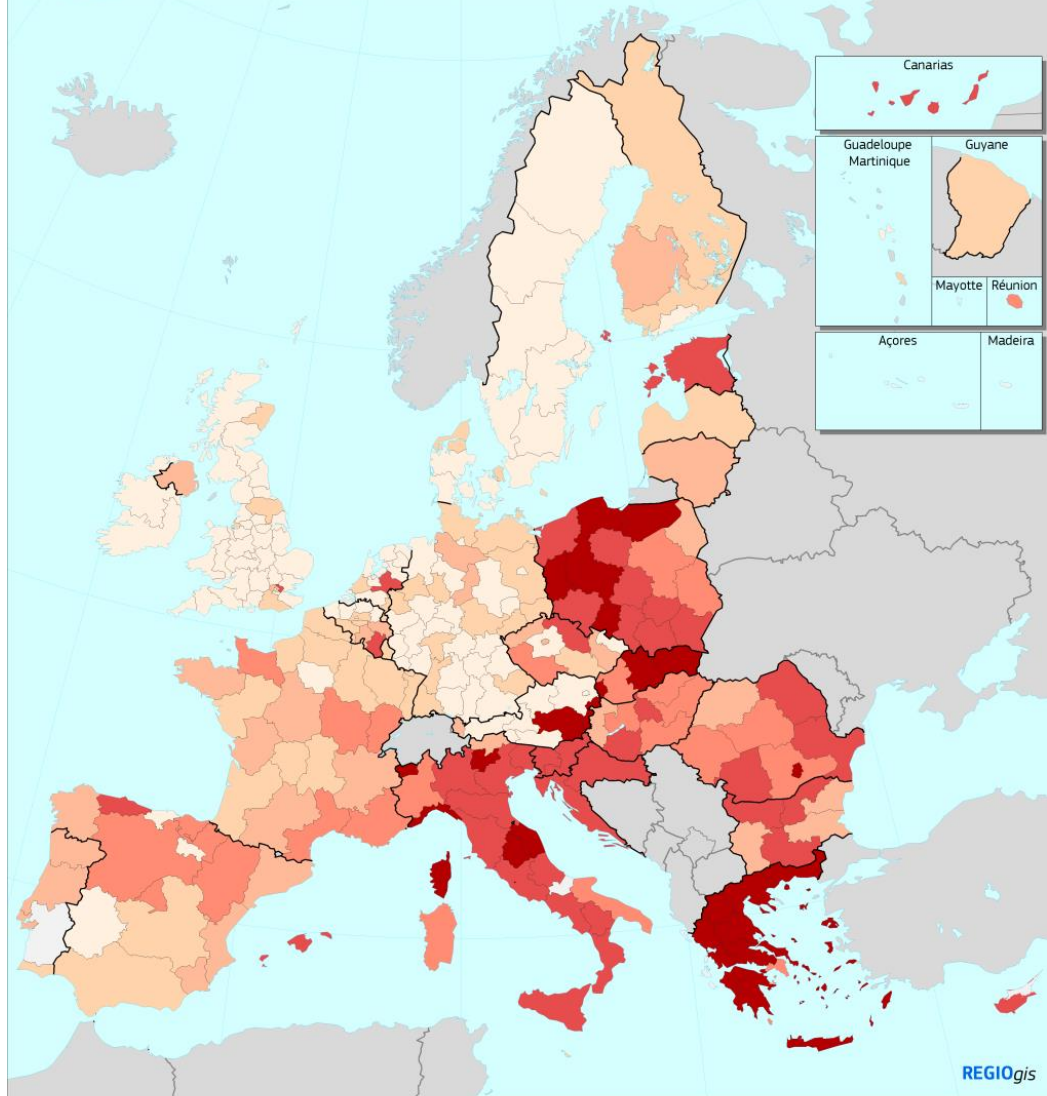 Canarias
Guadeloupe
Martinique
Guyane
Mayotte
Réunion
Açores
Madeira
REGIOgis